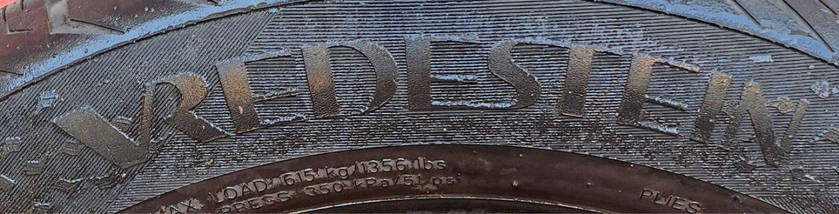 VREDESTEIN
MAX. LOAD: 615 kg/1356 lbs
PRESS: 350 kPa/51 psi
PLIES